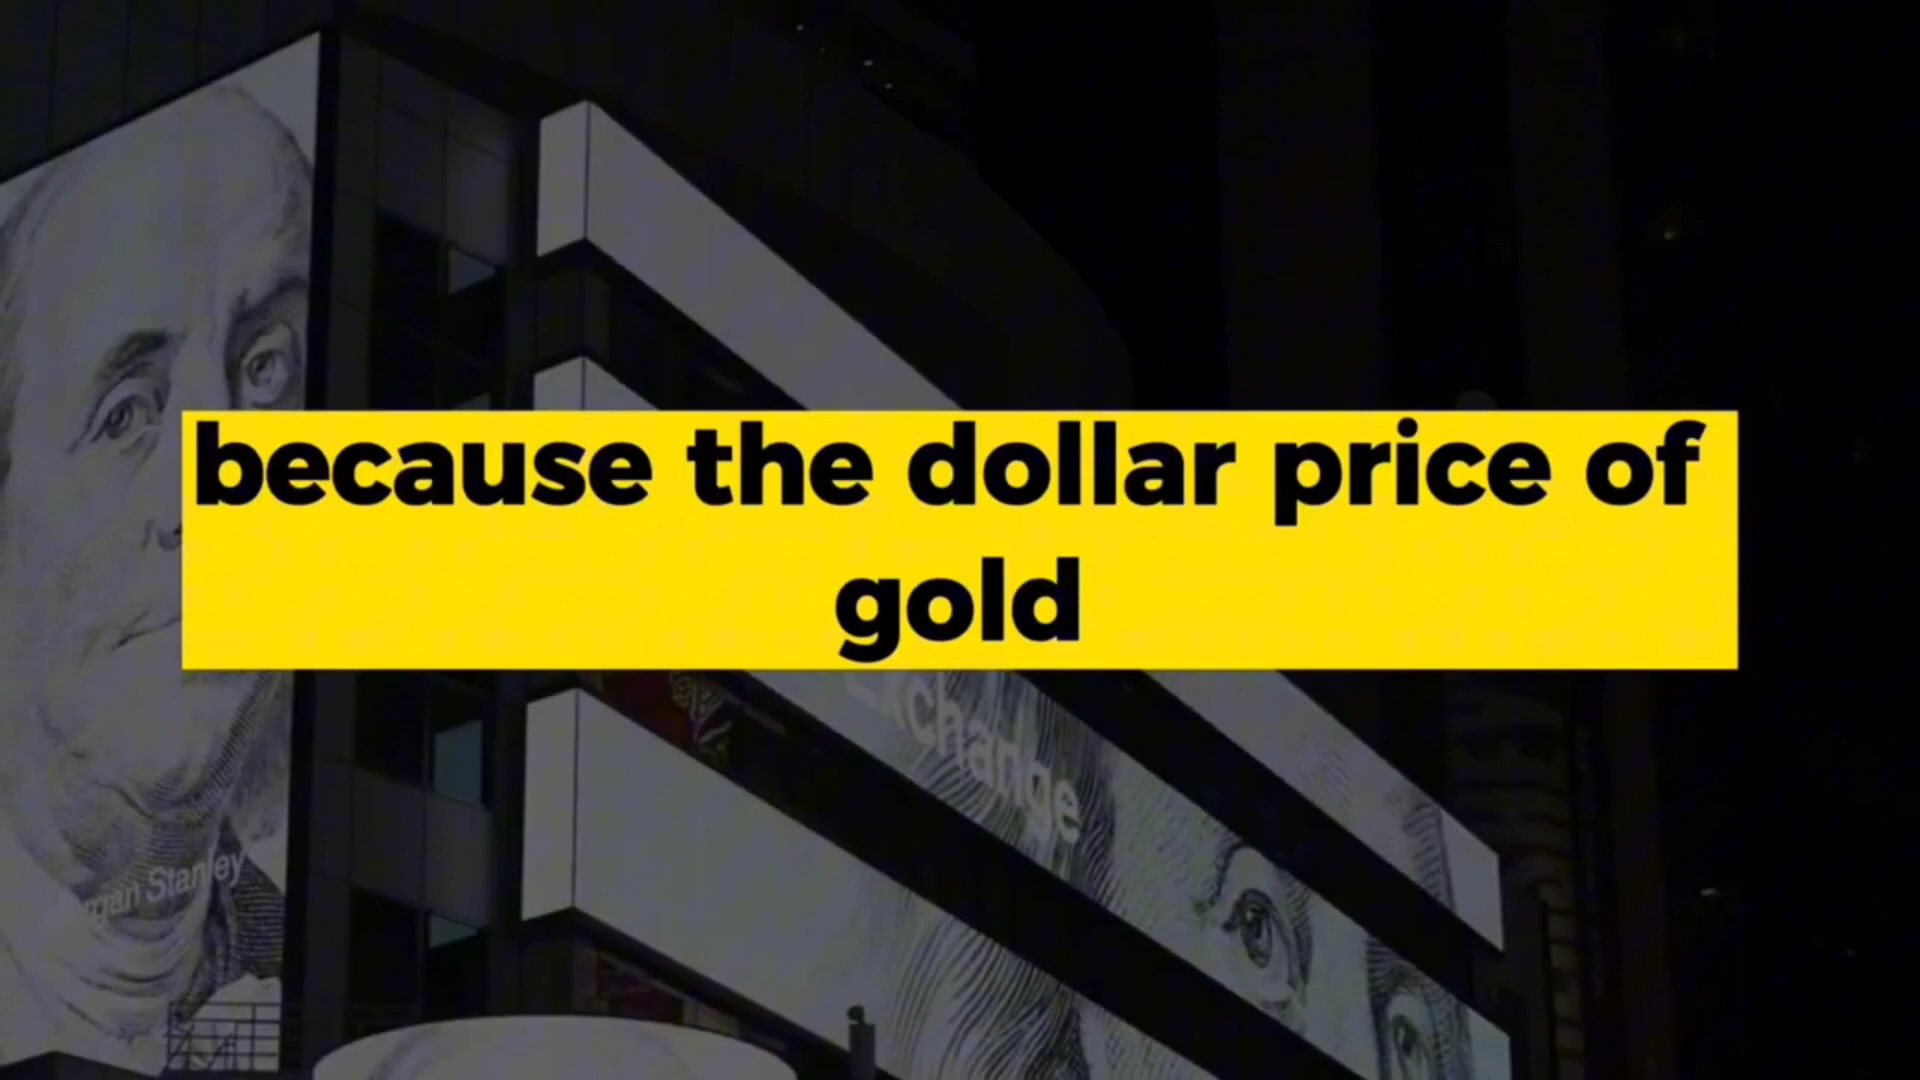 because the dollar price of
gold
Exchange
Stanley